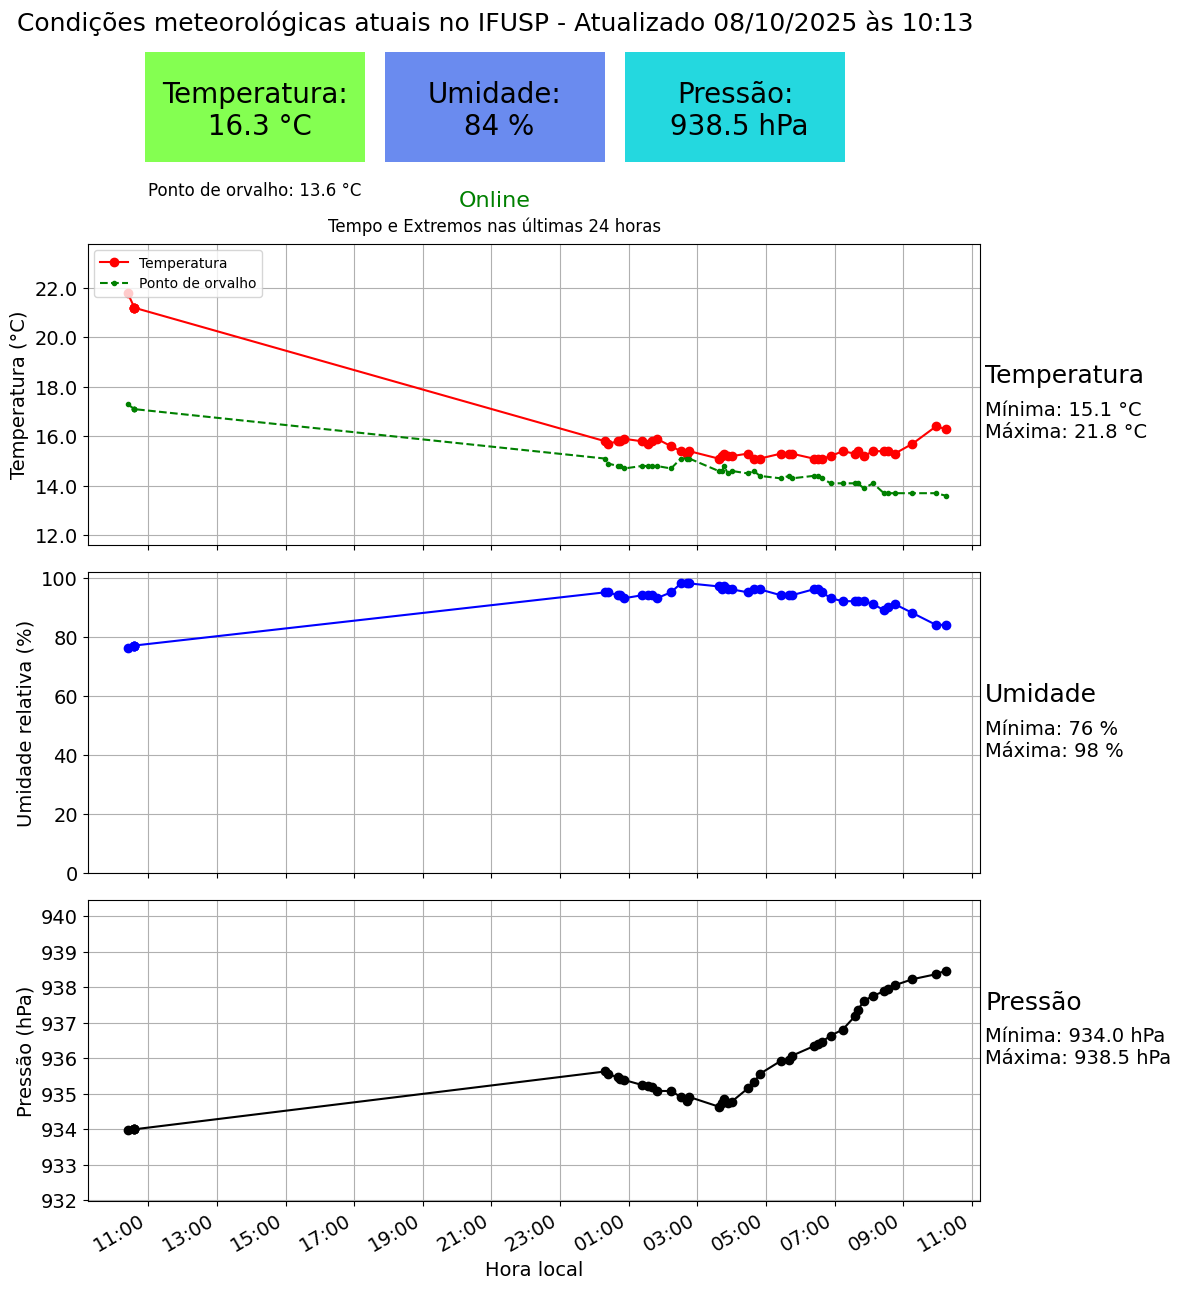 Condições meteorológicas atuais no IFUSP - Atualizado 08/10/2025 às 10:13
Temperatura:
16.3 °C
Umidade:
84 %
Pressão:
938.5 hPa
Ponto de orvalho: 13.6 °C
Online
Tempo e Extremos nas últimas 24 horas
Temperatura
Ponto de orvalho
Temperatura (°C)
22.0
20.0
18.0
16.0
14.0
12.0
Temperatura
Mínima: 15.1 °C
Máxima: 21.8 °C
Umidade relativa (%)
100
80
60
40
20
0
Umidade
Mínima: 76 %
Máxima: 98 %
Pressão (hPa)
940
939
938
937
936
935
934
933
932
Pressão
Mínima: 934.0 hPa
Máxima: 938.5 hPa
11:00 13:00 15:00 17:00 19:00 21:00 23:00 01:00 03:00 05:00 07:00 09:00 11:00
Hora local